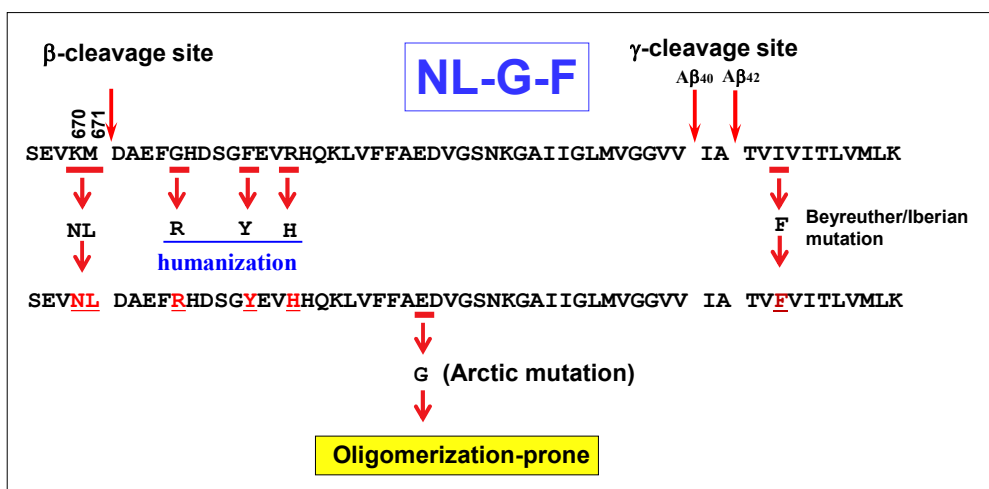 β-cleavage site
NL-G-F
γ-cleavage site
Aβ40 Aβ42
670
671
SEVKM DAEFGHDSGFEVRHQKLVFFAEDVGSNKGAIIGLMVGGVV IA TVIVITLVMLK
NL R Y H F Beyreuther/Iberian
mutation
humanization
SEVNL DAEFRHDSGYEVHHQKLVFFAEDVGSNKGAIIGLMVGGVV IA TVFVITLVMLK
G (Arctic mutation)
Oligomerization-prone